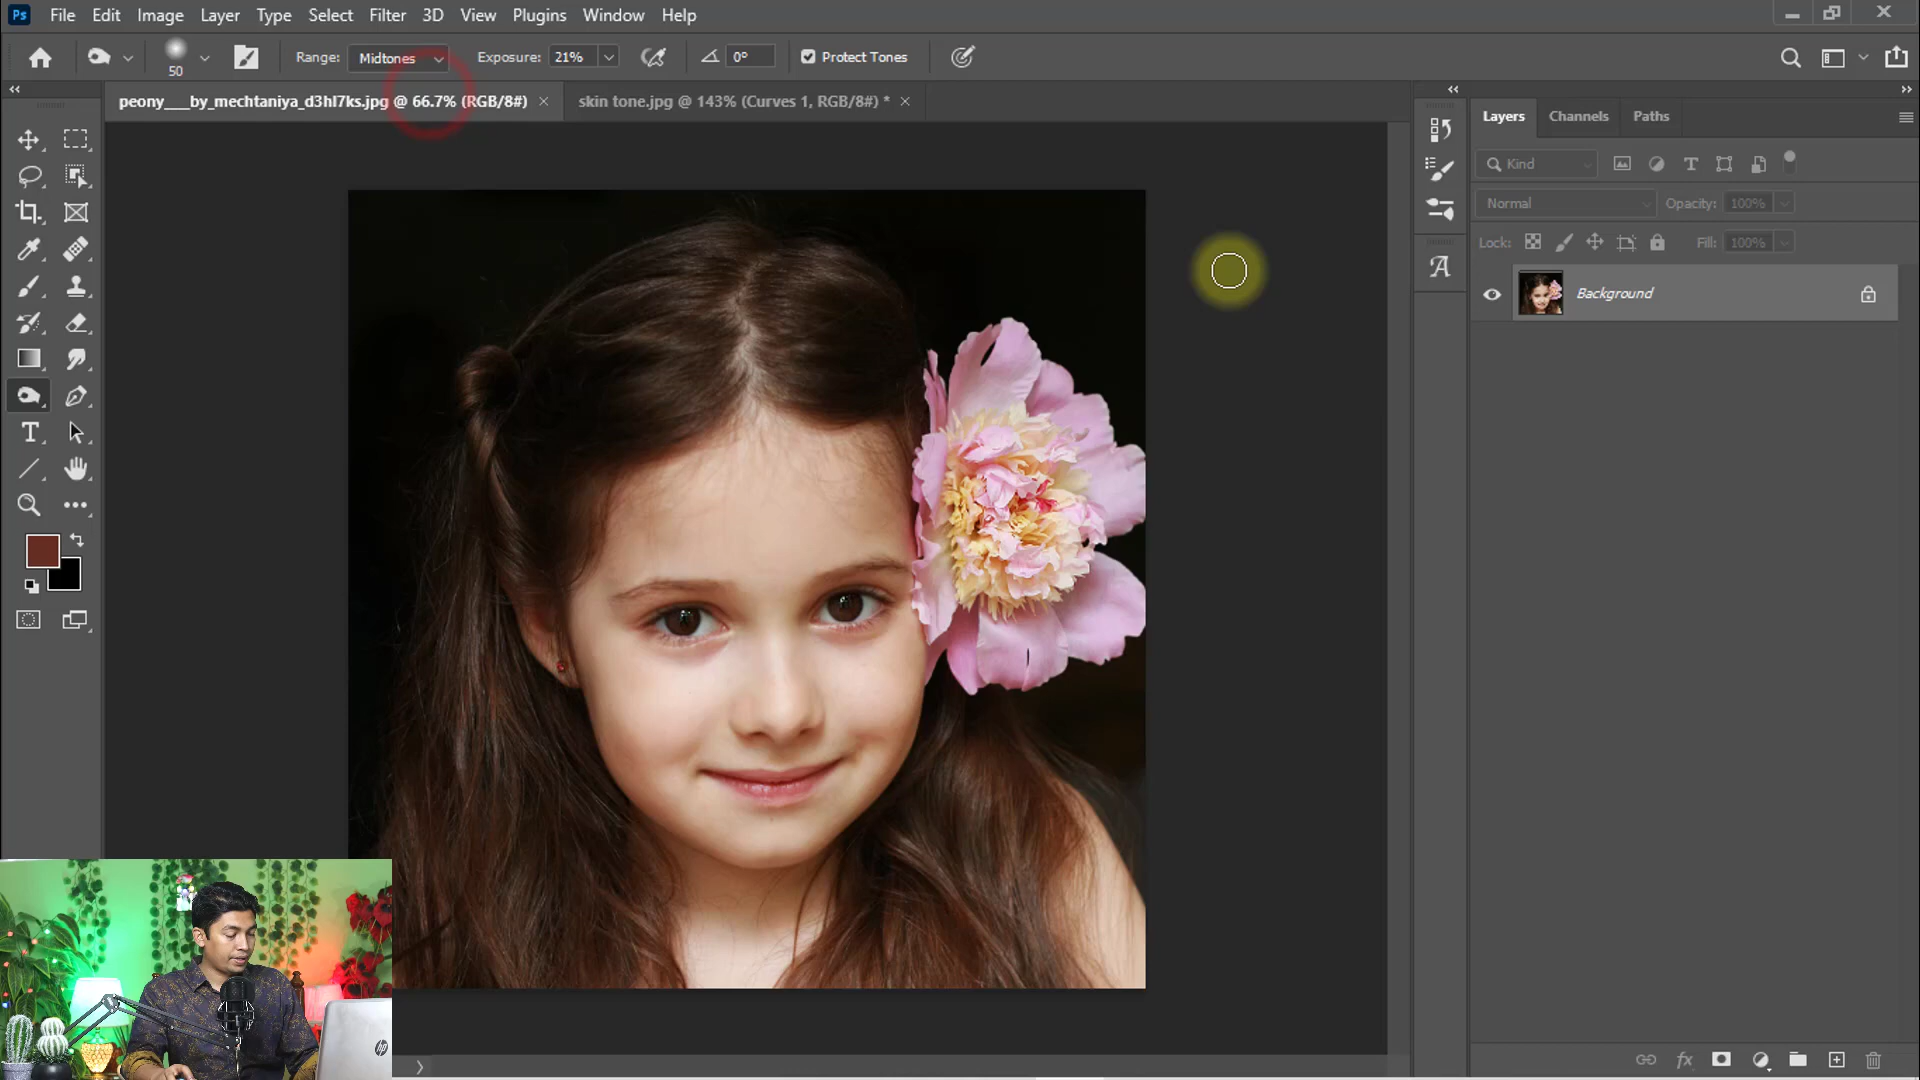 Ps File Edit Image Layer Type Select Filter 3D View Plugins Window Help
50 Range: Midtones Exposure: 21% 0° Protect Tones
peony___by_mechtaniya_d3hl7ks.jpg @ 66.7% (RGB/8#) × skin tone.jpg @ 143% (Curves 1, RGB/8#) * ×
Layers Channels Paths
Kind
Normal Opacity: 100%
Lock: Fill: 100%
Background
hp